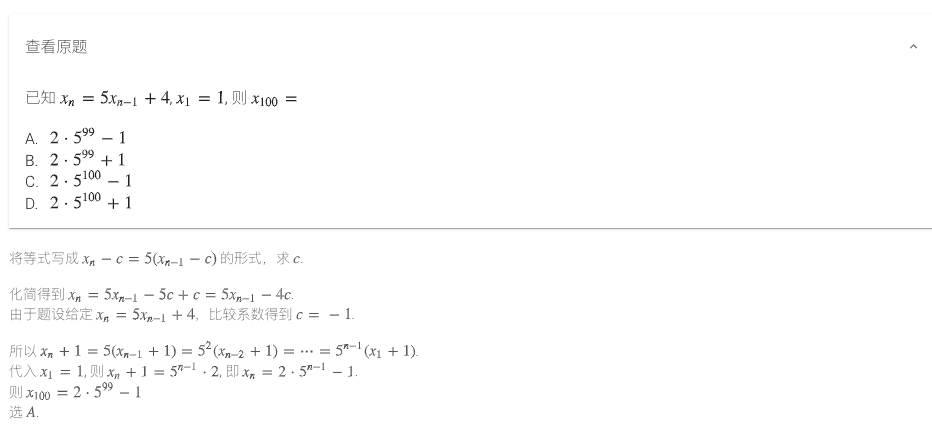 查看原题
已知 $x_n = 5x_{n-1} + 4, x_1 = 1$, 则 $x_{100} =$
A. $2 \cdot 5^{99} - 1$
B. $2 \cdot 5^{99} + 1$
C. $2 \cdot 5^{100} - 1$
D. $2 \cdot 5^{100} + 1$
将等式写成 $x_n - c = 5(x_{n-1} - c)$ 的形式，求 $c$.
化简得到 $x_n = 5x_{n-1} - 5c + c = 5x_{n-1} - 4c$.
由于题设给定 $x_n = 5x_{n-1} + 4$，比较系数得到 $c = -1$.
所以 $x_n + 1 = 5(x_{n-1} + 1) = 5^2(x_{n-2} + 1) = \cdots = 5^{n-1}(x_1 + 1)$.
代入 $x_1 = 1$, 则 $x_n + 1 = 5^{n-1} \cdot 2$, 即 $x_n = 2 \cdot 5^{n-1} - 1$.
则 $x_{100} = 2 \cdot 5^{99} - 1$
选 $A$.